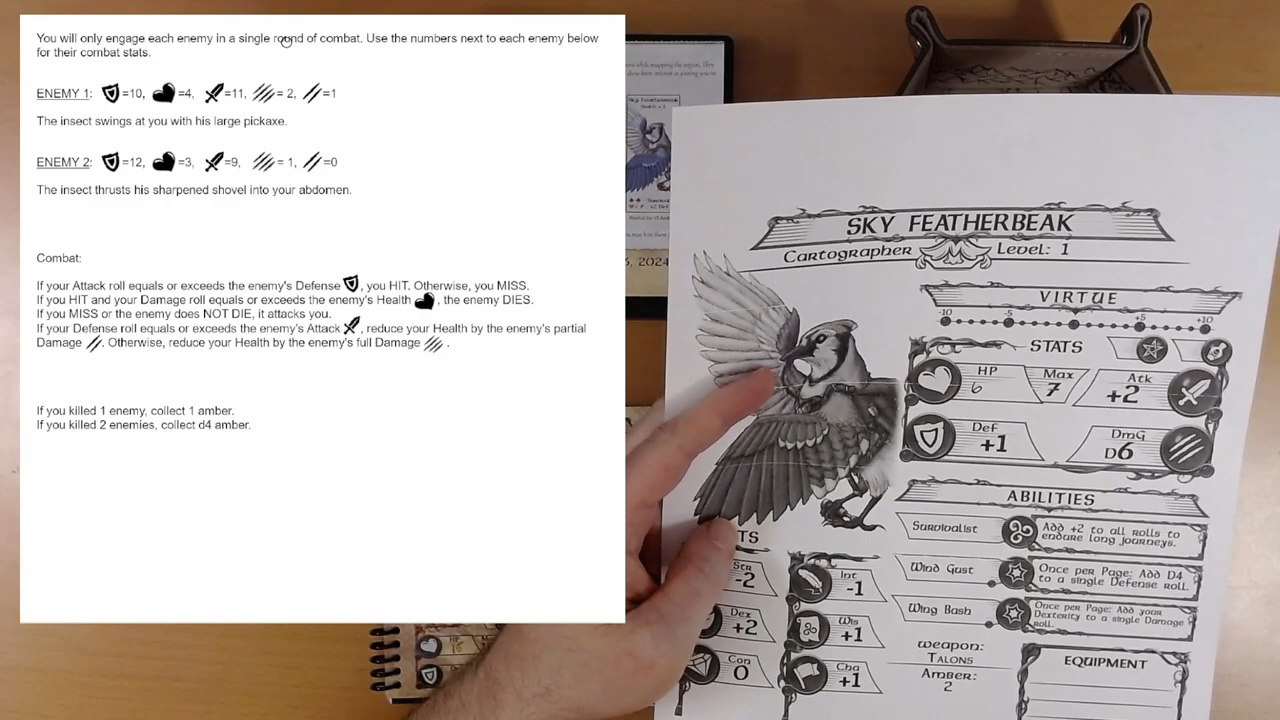 You will only engage each enemy in a single round of combat. Use the numbers next to each enemy below
for their combat stats.
ENEMY 1: =10, =4, =11, = 2, =1
The insect swings at you with his large pickaxe.
ENEMY 2: =12, =3, =9, = 1, =0
The insect thrusts his sharpened shovel into your abdomen.
Combat:
If your Attack roll equals or exceeds the enemy's Defense , you HIT. Otherwise, you MISS.
If you HIT and your Damage roll equals or exceeds the enemy's Health , the enemy DIES.
If you MISS or the enemy does NOT DIE, it attacks you.
If your Defense roll equals or exceeds the enemy's Attack , reduce your Health by the enemy's partial
Damage . Otherwise, reduce your Health by the enemy's full Damage .
If you killed 1 enemy, collect 1 amber.
If you killed 2 enemies, collect d4 amber.
, 2024
SKY FEATHERBEAK
Cartographer Level: 1
VIRTUE
-10 -5 +5 +10
STATS
HP
6
Max
7
Atk
+2
Def
+1
DmG
D6
ABILITIES
Survivalist
Add +2 to all rolls to
endure long journeys.
Wind Gust
Once per Page: Add D4
to a single Defense roll.
Wing Bash
Once per Page: Add your
Dexterity to a single Damage
roll.
TS
Str
-2
Int
-1
Dex
+2
Wis
+1
Con
0
Cha
+1
Weapon:
Talons
Amber:
2
EQUIPMENT
HP